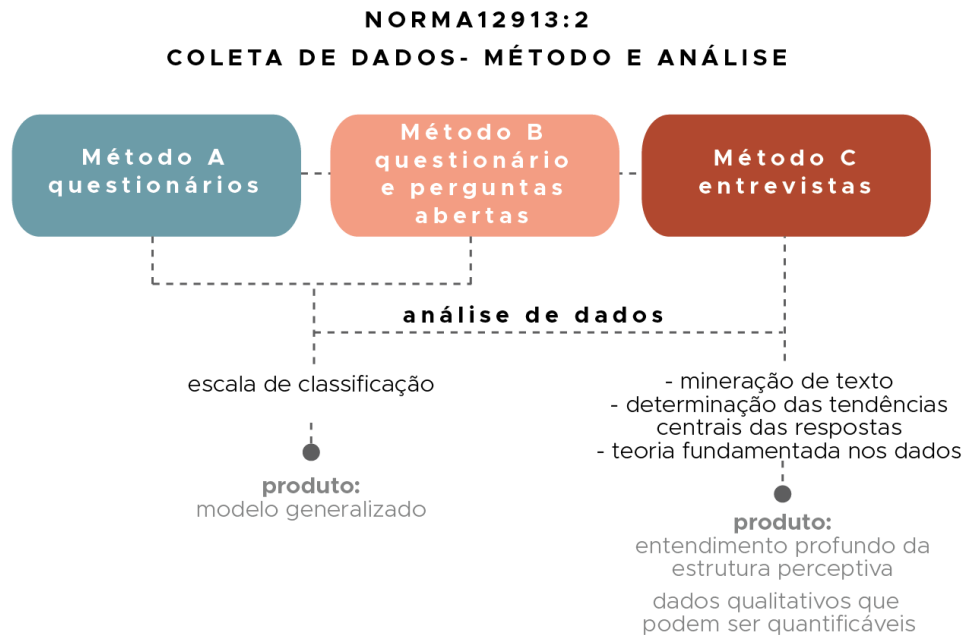 NORMA12913:2
COLETA DE DADOS- MÉTODO E ANÁLISE
Método A
questionários
Método B
questionário
e perguntas
abertas
Método C
entrevistas
análise de dados
escala de classificação
produto:
modelo generalizado
- mineração de texto
- determinação das tendências
centrais das respostas
- teoria fundamentada nos dados
produto:
entendimento profundo da
estrutura perceptiva
dados qualitativos que
podem ser quantificáveis